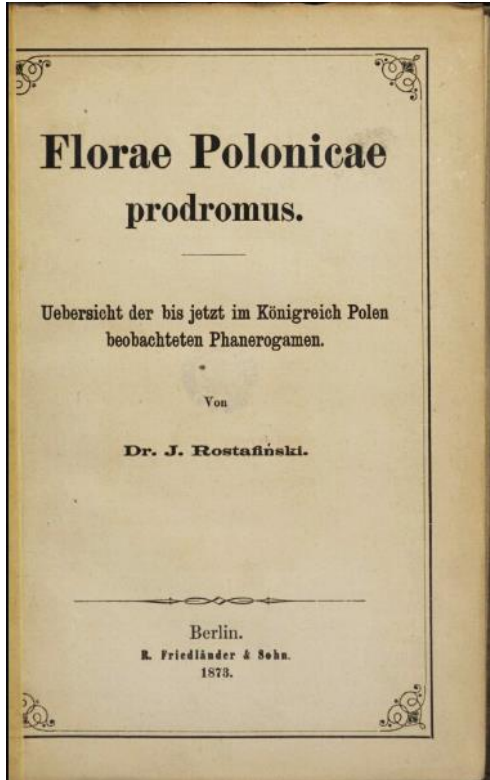 Florae Polonicae
prodromus.
Uebersicht der bis jetzt im Königreich Polen
beobachteten Phanerogamen.
Von
Dr. J. Rostafiński.
Berlin.
R. Friedländer & Sohn.
1873.